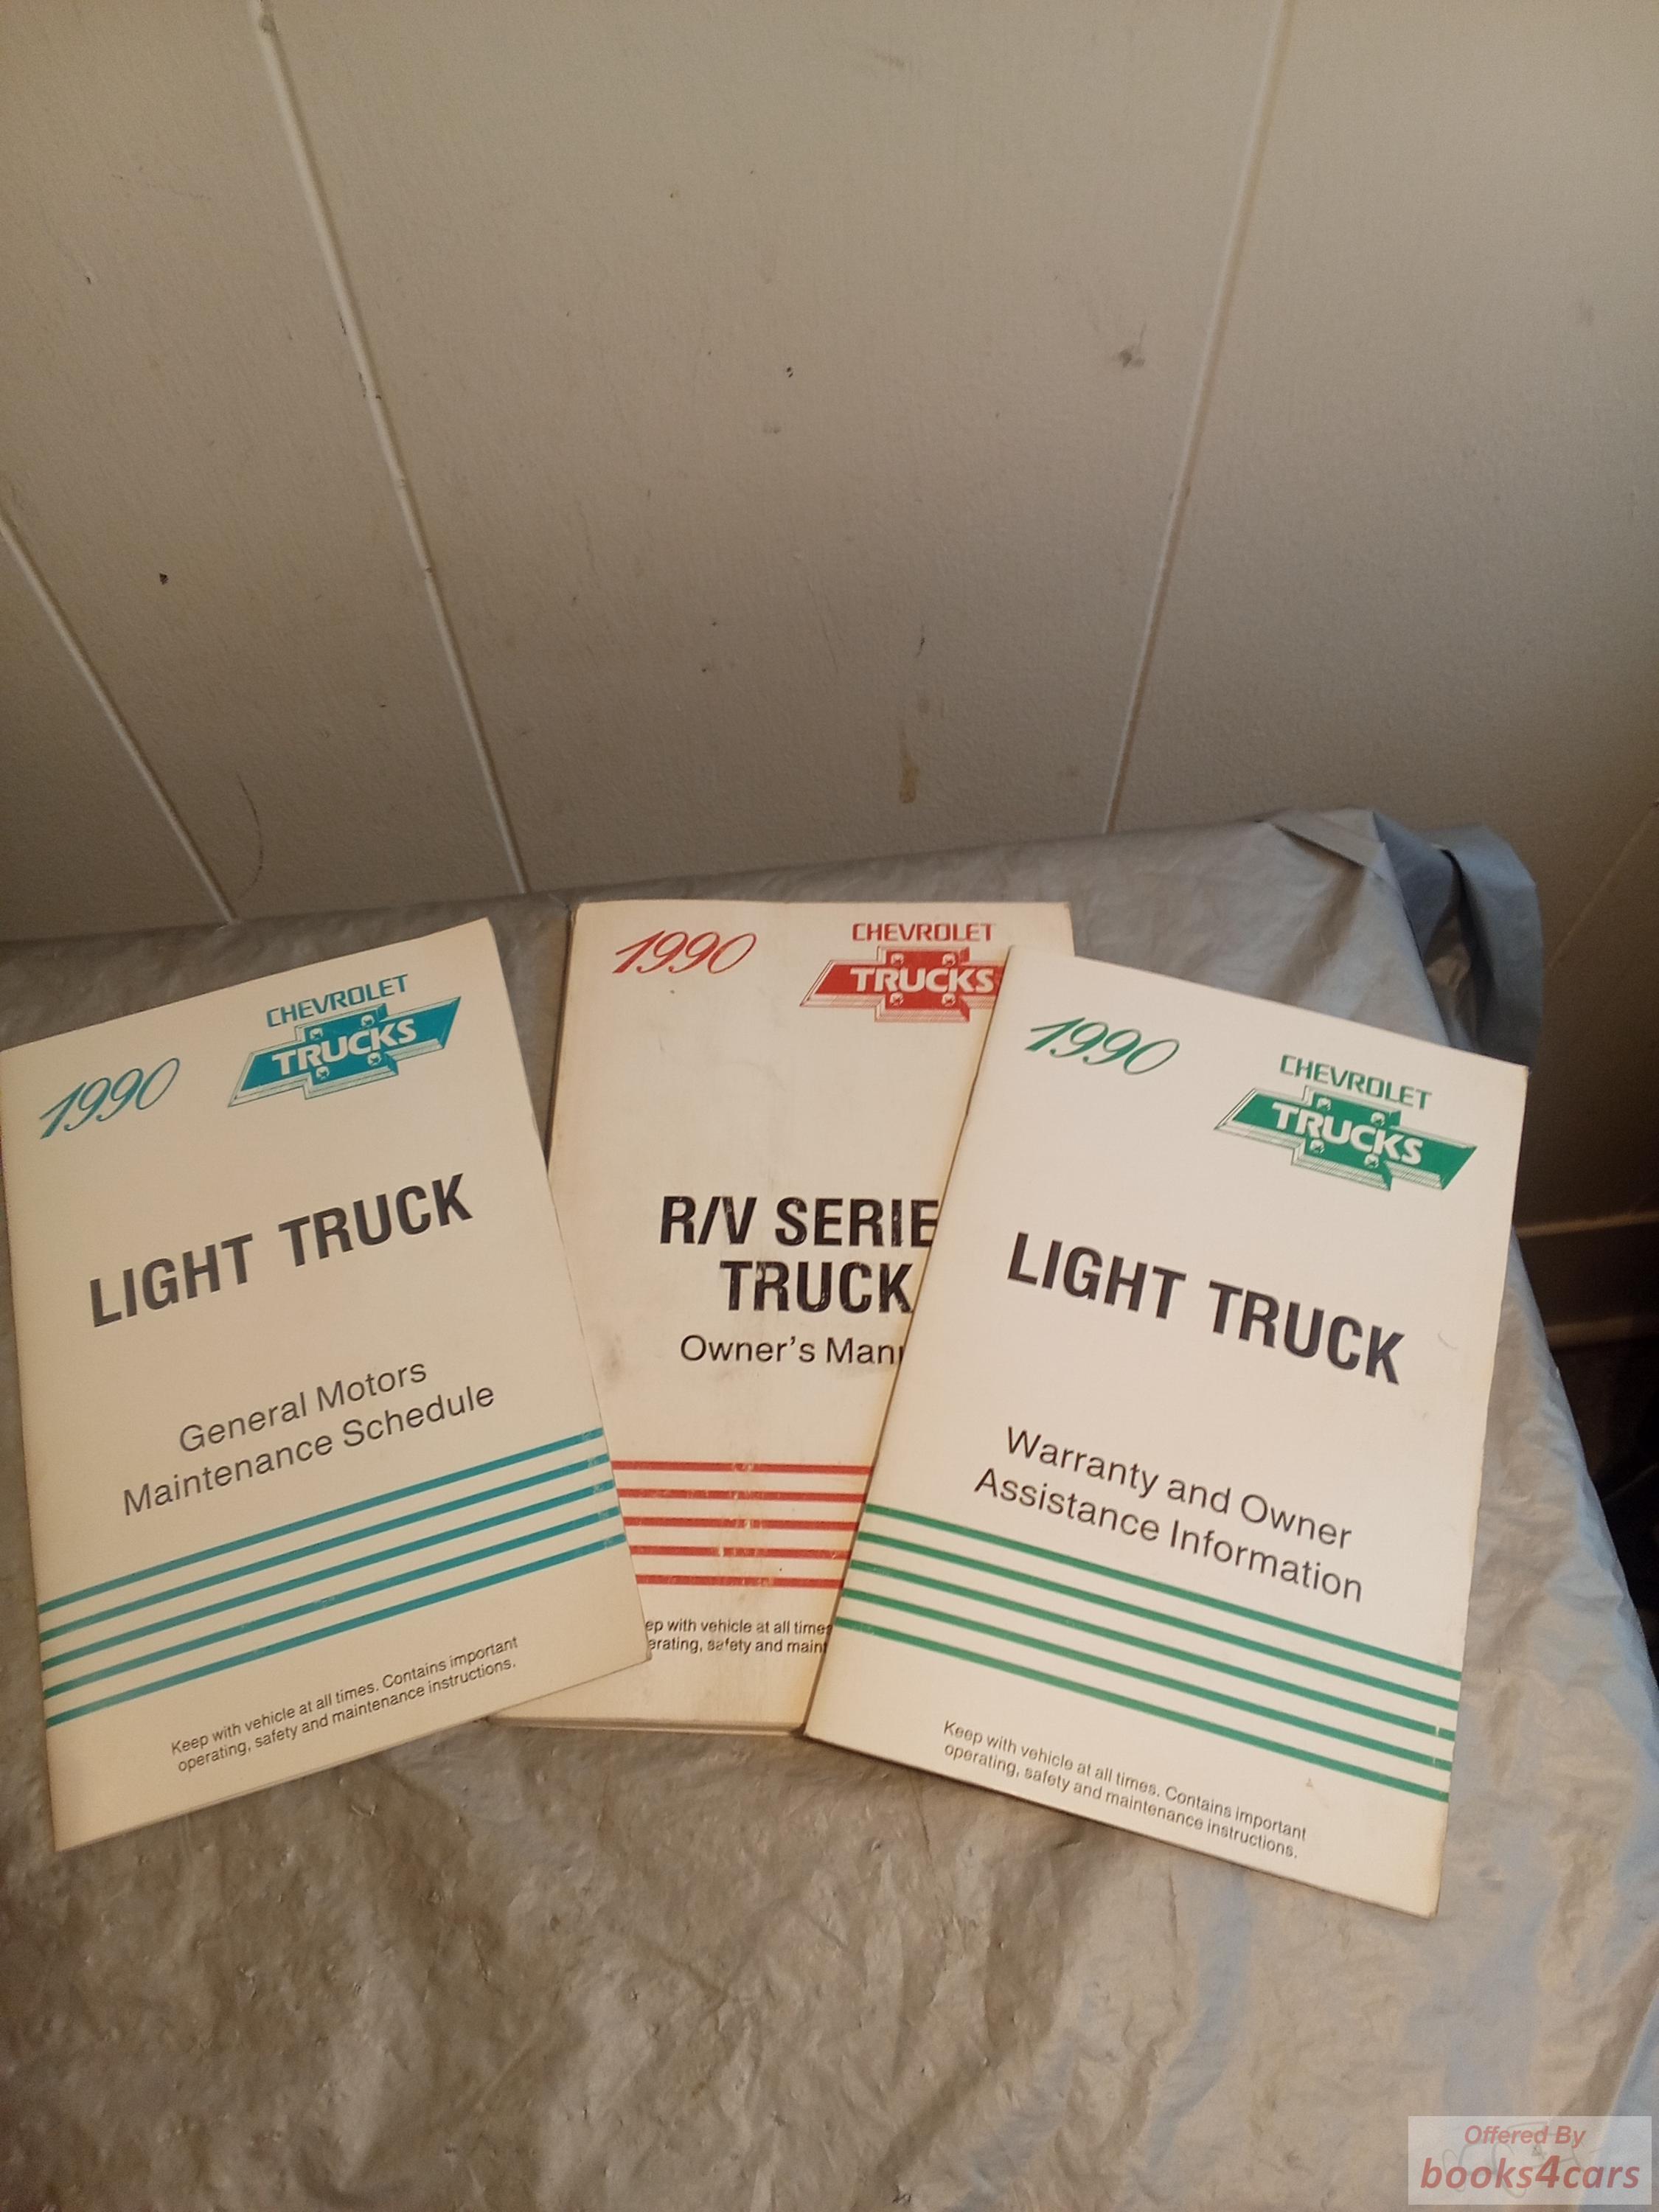 1990
CHEVROLET
TRUCKS
LIGHT TRUCK
General Motors
Maintenance Schedule
Keep with vehicle at all times. Contains important
operating, safety and maintenance instructions.
1990
CHEVROLET
TRUCKS
R/V SERIE
TRUCK
Owner's Man
ep with vehicle at all time
erating, safety and main
1990
CHEVROLET
TRUCKS
LIGHT TRUCK
Warranty and Owner
Assistance Information
Keep with vehicle at all times. Contains important
operating, safety and maintenance instructions.
Offered By
books4cars